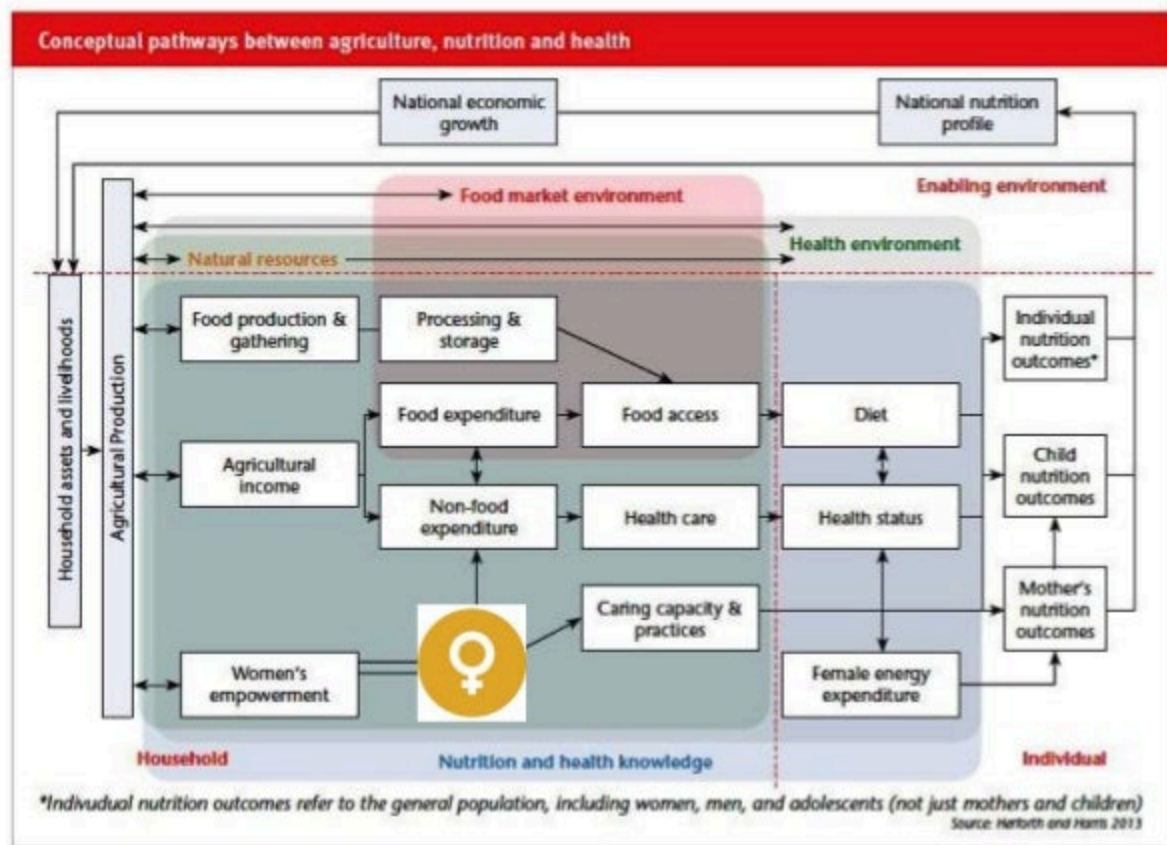 Conceptual pathways between agriculture, nutrition and health
National economic
growth
National nutrition
profile
Enabling environment
Food market environment
Health environment
Natural resources
Household assets and livelihoods
Agricultural Production
Food production &
gathering
Processing &
storage
Individual
nutrition
outcomes*
Food expenditure
Food access
Diet
Agricultural
income
Child
nutrition
outcomes
Non-food
expenditure
Health care
Health status
Caring capacity &
practices
Mother's
nutrition
outcomes
Women's
empowerment
Female energy
expenditure
Household
Nutrition and health knowledge
Individual
*Indivudual nutrition outcomes refer to the general population, including women, men, and adolescents (not just mothers and children)
Source: Herforth and Harris 2013